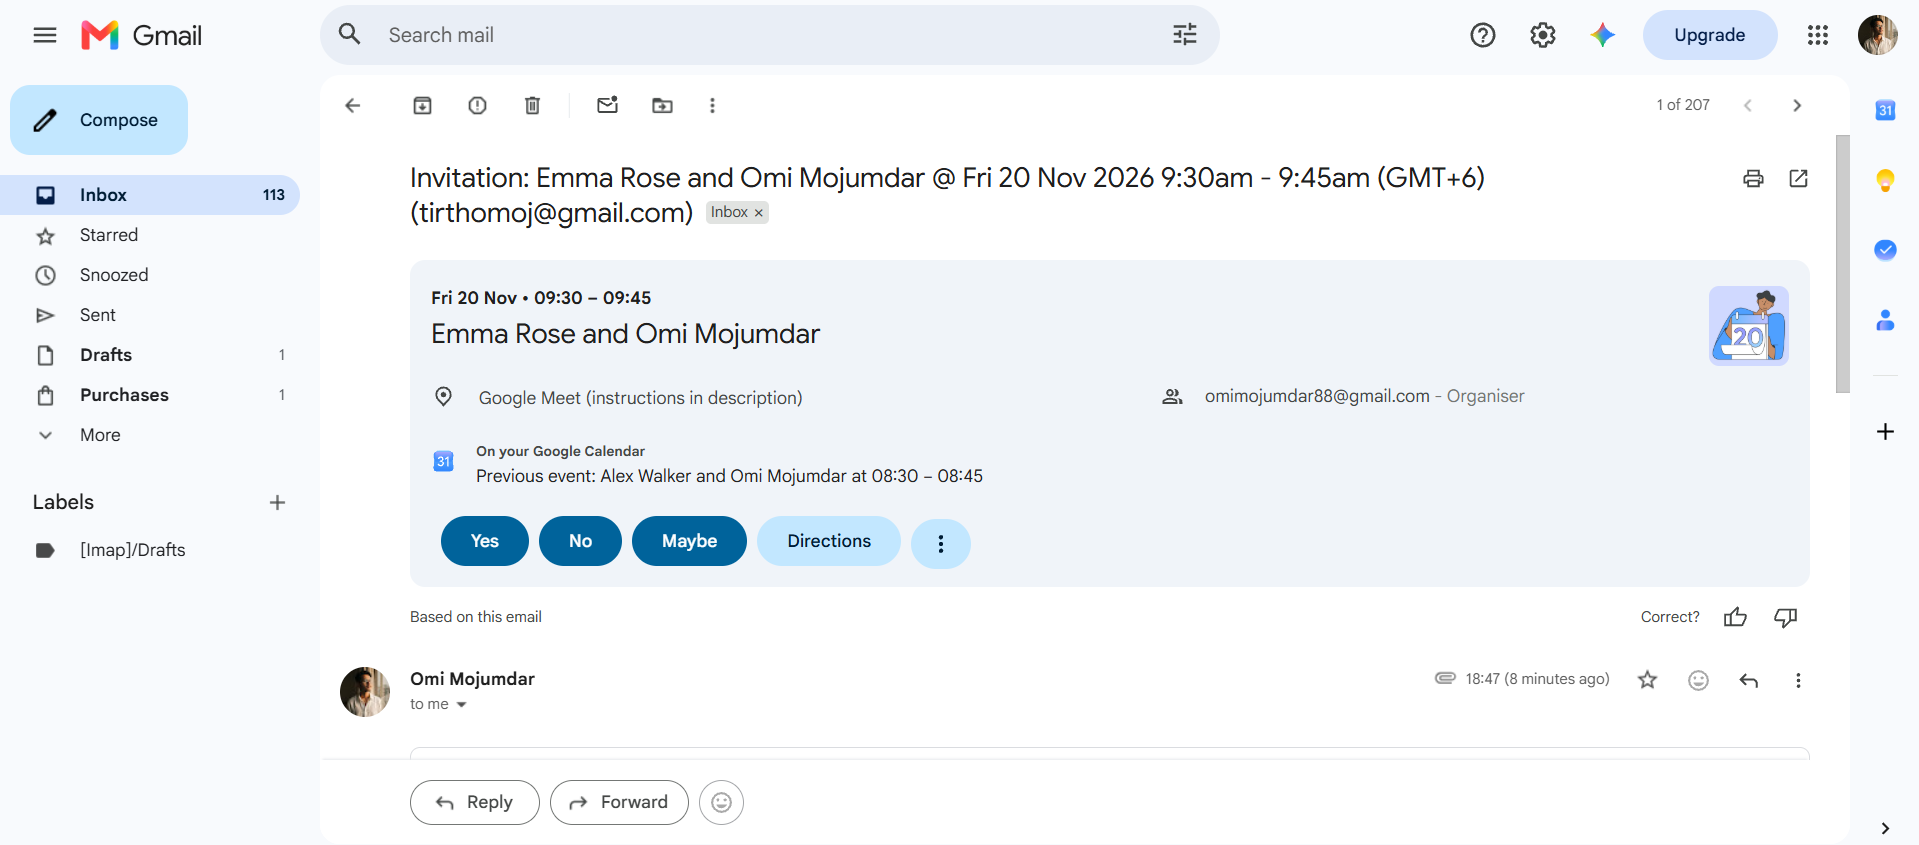 Gmail
Search mail
Upgrade
Compose
1 of 207
31
Inbox 113
Starred
Snoozed
Sent
Drafts 1
Purchases 1
More
Labels
[Imap]/Drafts
Invitation: Emma Rose and Omi Mojumdar @ Fri 20 Nov 2026 9:30am - 9:45am (GMT+6)
(tirthomoj@gmail.com) Inbox ×
Fri 20 Nov • 09:30 – 09:45
Emma Rose and Omi Mojumdar
20
Google Meet (instructions in description)
omimojumdar88@gmail.com - Organiser
On your Google Calendar
31
Previous event: Alex Walker and Omi Mojumdar at 08:30 – 08:45
Yes
No
Maybe
Directions
Based on this email
Correct?
Omi Mojumdar
18:47 (8 minutes ago)
to me
Reply
Forward